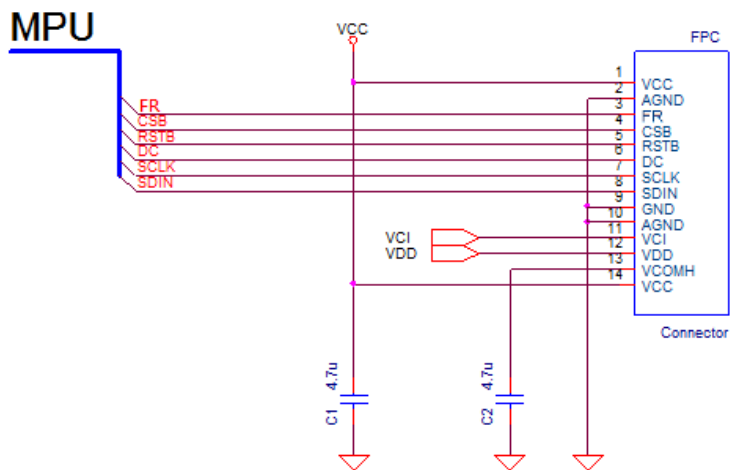 MPU
VCC
FPC
FR
CSB
RSTB
DC
SCLK
SDIN
1 VCC
2 AGND
3 FR
4 CSB
5 RSTB
6 DC
7 SCLK
8 SDIN
9 GND
10 AGND
11 VCI
12 VDD
13 VCOMH
14 VCC
VCI
VDD
Connector
4.7u
C1
4.7u
C2